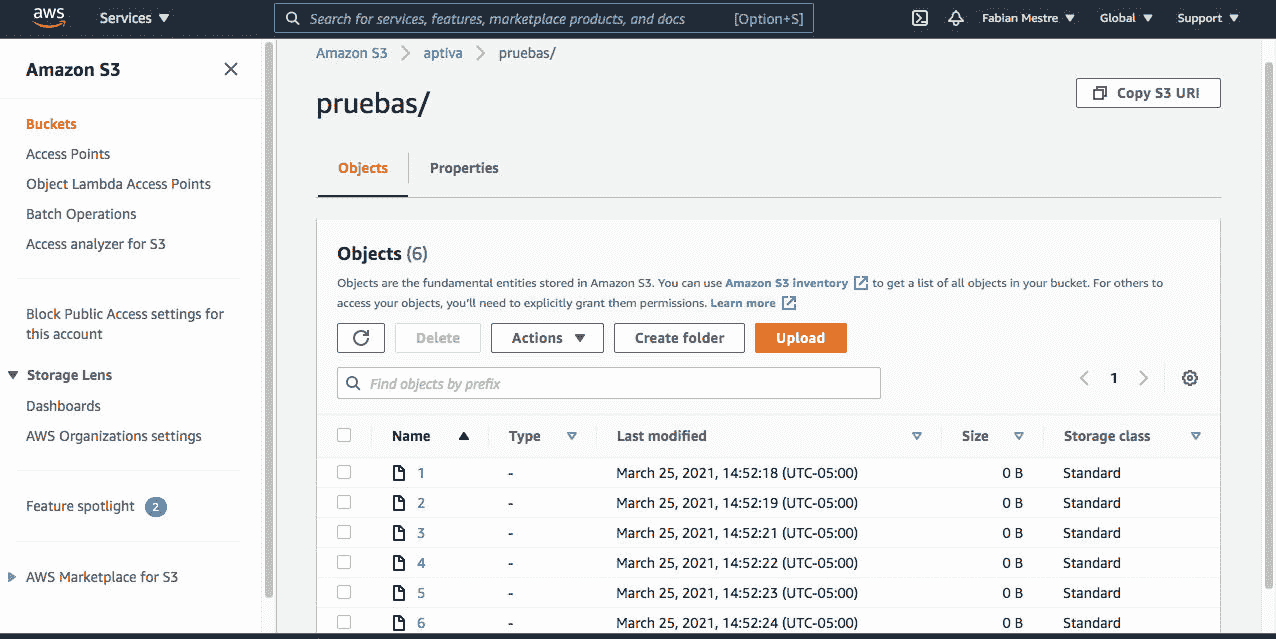 aws
Services ▼
Search for services, features, marketplace products, and docs
[Option+S]
Fabian Mestre ▼
Global ▼
Support ▼
Amazon S3
Buckets
Access Points
Object Lambda Access Points
Batch Operations
Access analyzer for S3
Block Public Access settings for
this account
Storage Lens
Dashboards
AWS Organizations settings
Feature spotlight 2
AWS Marketplace for S3
Amazon S3 > aptiva > pruebas/
pruebas/
Copy S3 URI
Objects
Properties
Objects (6)
Objects are the fundamental entities stored in Amazon S3. You can use Amazon S3 inventory to get a list of all objects in your bucket. For others to
access your objects, you'll need to explicitly grant them permissions. Learn more
Delete
Actions ▼
Create folder
Upload
Find objects by prefix
1
Name Type Last modified Size Storage class
1 - March 25, 2021, 14:52:18 (UTC-05:00) 0 B Standard
2 - March 25, 2021, 14:52:19 (UTC-05:00) 0 B Standard
3 - March 25, 2021, 14:52:21 (UTC-05:00) 0 B Standard
4 - March 25, 2021, 14:52:22 (UTC-05:00) 0 B Standard
5 - March 25, 2021, 14:52:23 (UTC-05:00) 0 B Standard
6 - March 25, 2021, 14:52:24 (UTC-05:00) 0 B Standard